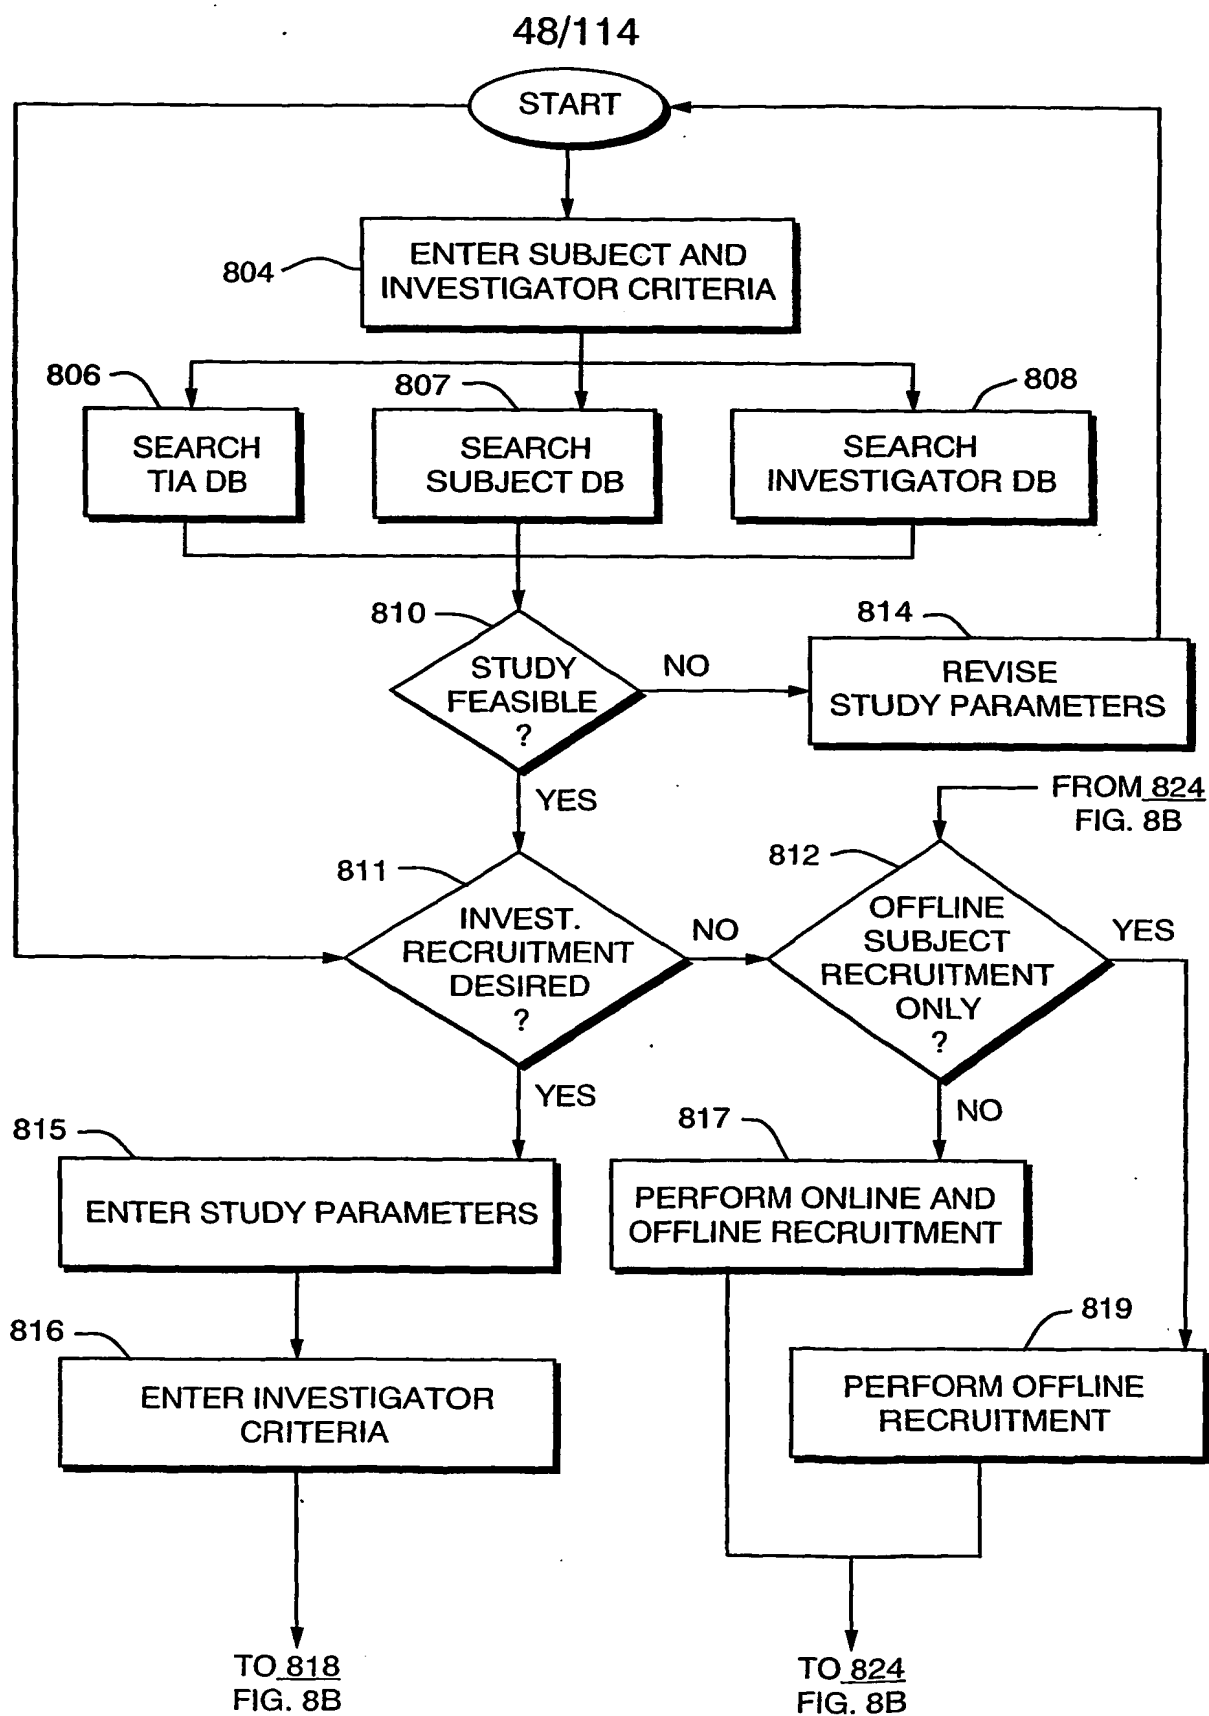 48/114
START
804
ENTER SUBJECT AND
INVESTIGATOR CRITERIA
806
SEARCH
TIA DB
807
SEARCH
SUBJECT DB
808
SEARCH
INVESTIGATOR DB
810
STUDY
FEASIBLE
?
NO
814
REVISE
STUDY PARAMETERS
YES
FROM 824
FIG. 8B
811
INVEST.
RECRUITMENT
DESIRED
?
NO
812
OFFLINE
SUBJECT
RECRUITMENT
ONLY
?
YES
YES
NO
815
ENTER STUDY PARAMETERS
817
PERFORM ONLINE AND
OFFLINE RECRUITMENT
816
ENTER INVESTIGATOR
CRITERIA
819
PERFORM OFFLINE
RECRUITMENT
TO 818
FIG. 8B
TO 824
FIG. 8B